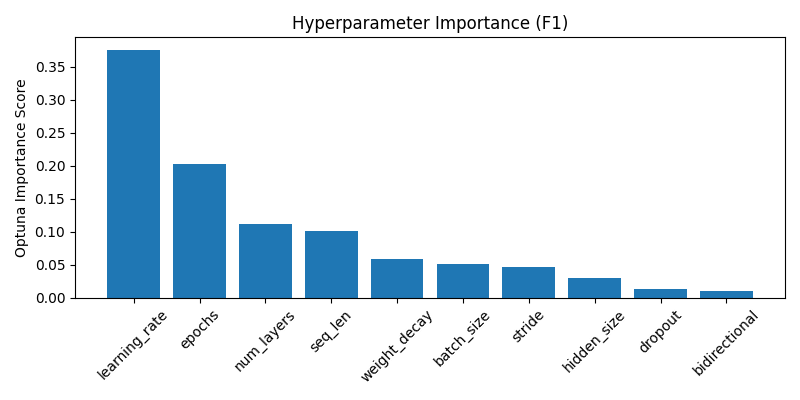 Hyperparameter Importance (F1)
Optuna Importance Score
0.35
0.30
0.25
0.20
0.15
0.10
0.05
0.00
learning_rate
epochs
num_layers
seq_len
weight_decay
batch_size
stride
hidden_size
dropout
bidirectional